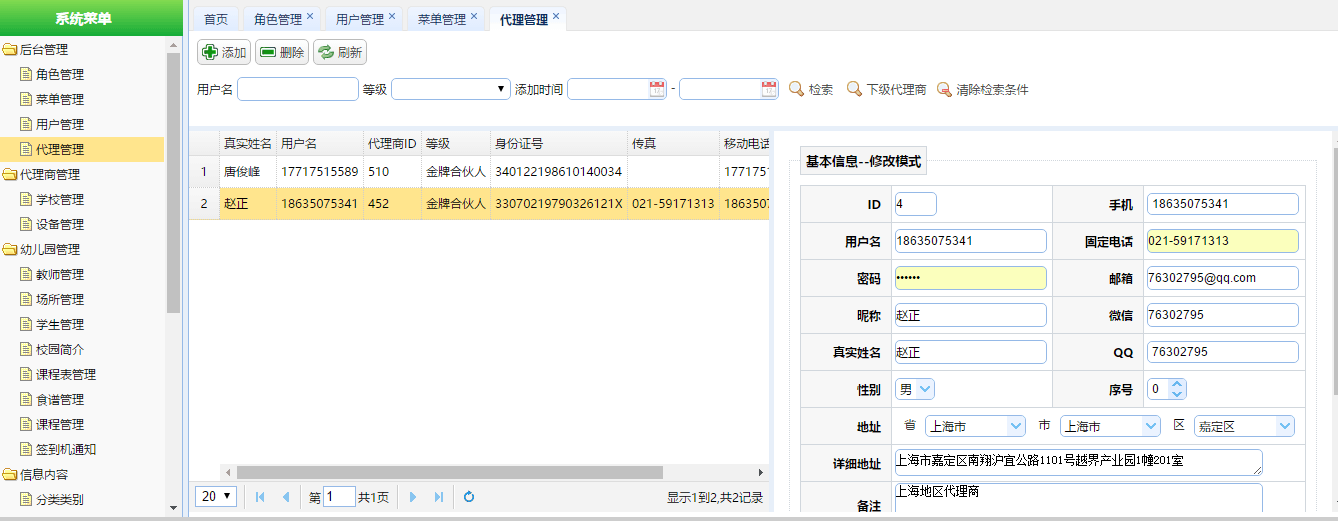 系统菜单
后台管理
角色管理
菜单管理
用户管理
代理管理
代理商管理
学校管理
设备管理
幼儿园管理
教师管理
场所管理
学生管理
校园简介
课程表管理
食谱管理
课程管理
签到机通知
信息内容
分类类别
首页 角色管理 × 用户管理 × 菜单管理 × 代理管理 ×
添加 删除 刷新
用户名 等级 添加时间 - 检索 下级代理商 清除检索条件
真实姓名 用户名 代理商ID 等级 身份证号 传真 移动电话
1 唐俊峰 17717515589 510 金牌合伙人 340122198610140034 177175
2 赵正 18635075341 452 金牌合伙人 33070219790326121X 021-59171313 186350
20 第 1 共1页 显示1到2,共2记录
基本信息--修改模式
ID 4 手机 18635075341
用户名 18635075341 固定电话 021-59171313
密码 •••••• 邮箱 76302795@qq.com
昵称 赵正 微信 76302795
真实姓名 赵正 QQ 76302795
性别 男 序号 0
地址 省 上海市 市 上海市 区 嘉定区
详细地址 上海市嘉定区南翔沪宜公路1101号越界产业园1幢201室
备注 上海地区代理商